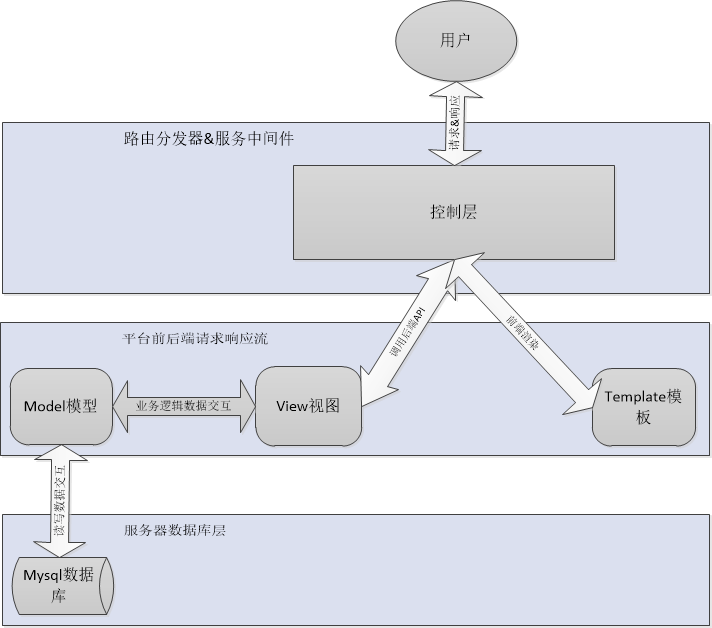 用户
请求&响应
路由分发器&服务中间件
控制层
调用后端API
前端渲染
平台前后端请求响应流
Model模型
业务逻辑数据交互
View视图
Template模
板
读写数据交互
服务器数据库层
Mysql数据
库